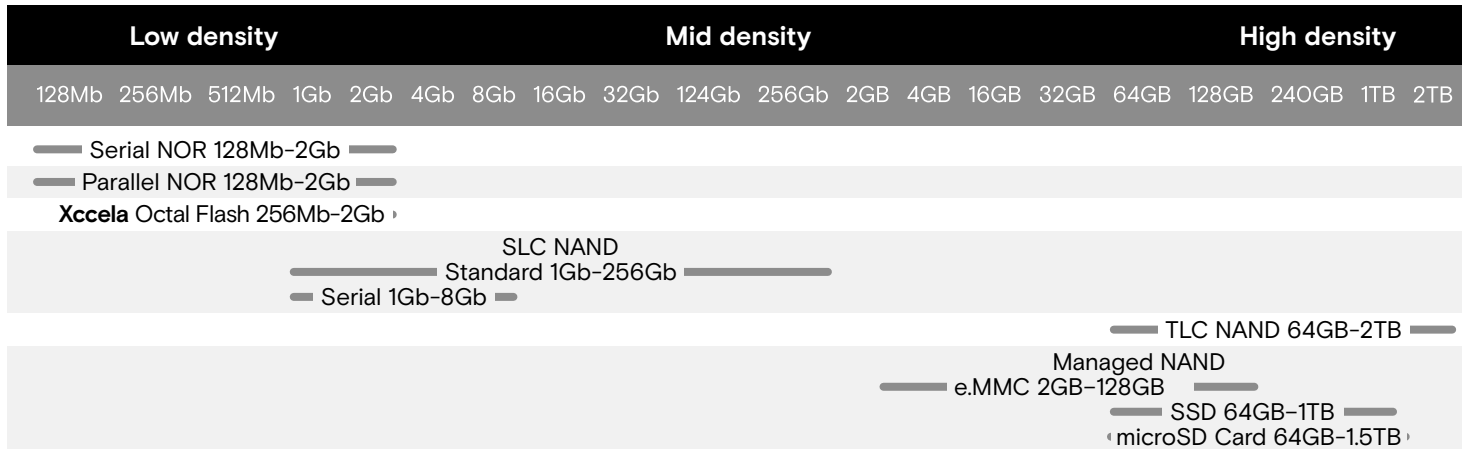 Low density Mid density High density
128Mb 256Mb 512Mb 1Gb 2Gb 4Gb 8Gb 16Gb 32Gb 124Gb 256Gb 2GB 4GB 16GB 32GB 64GB 128GB 240GB 1TB 2TB
Serial NOR 128Mb-2Gb
Parallel NOR 128Mb-2Gb
Xccela Octal Flash 256Mb-2Gb
SLC NAND
Standard 1Gb-256Gb
Serial 1Gb-8Gb
TLC NAND 64GB-2TB
Managed NAND
e.MMC 2GB–128GB
SSD 64GB–1TB
microSD Card 64GB-1.5TB